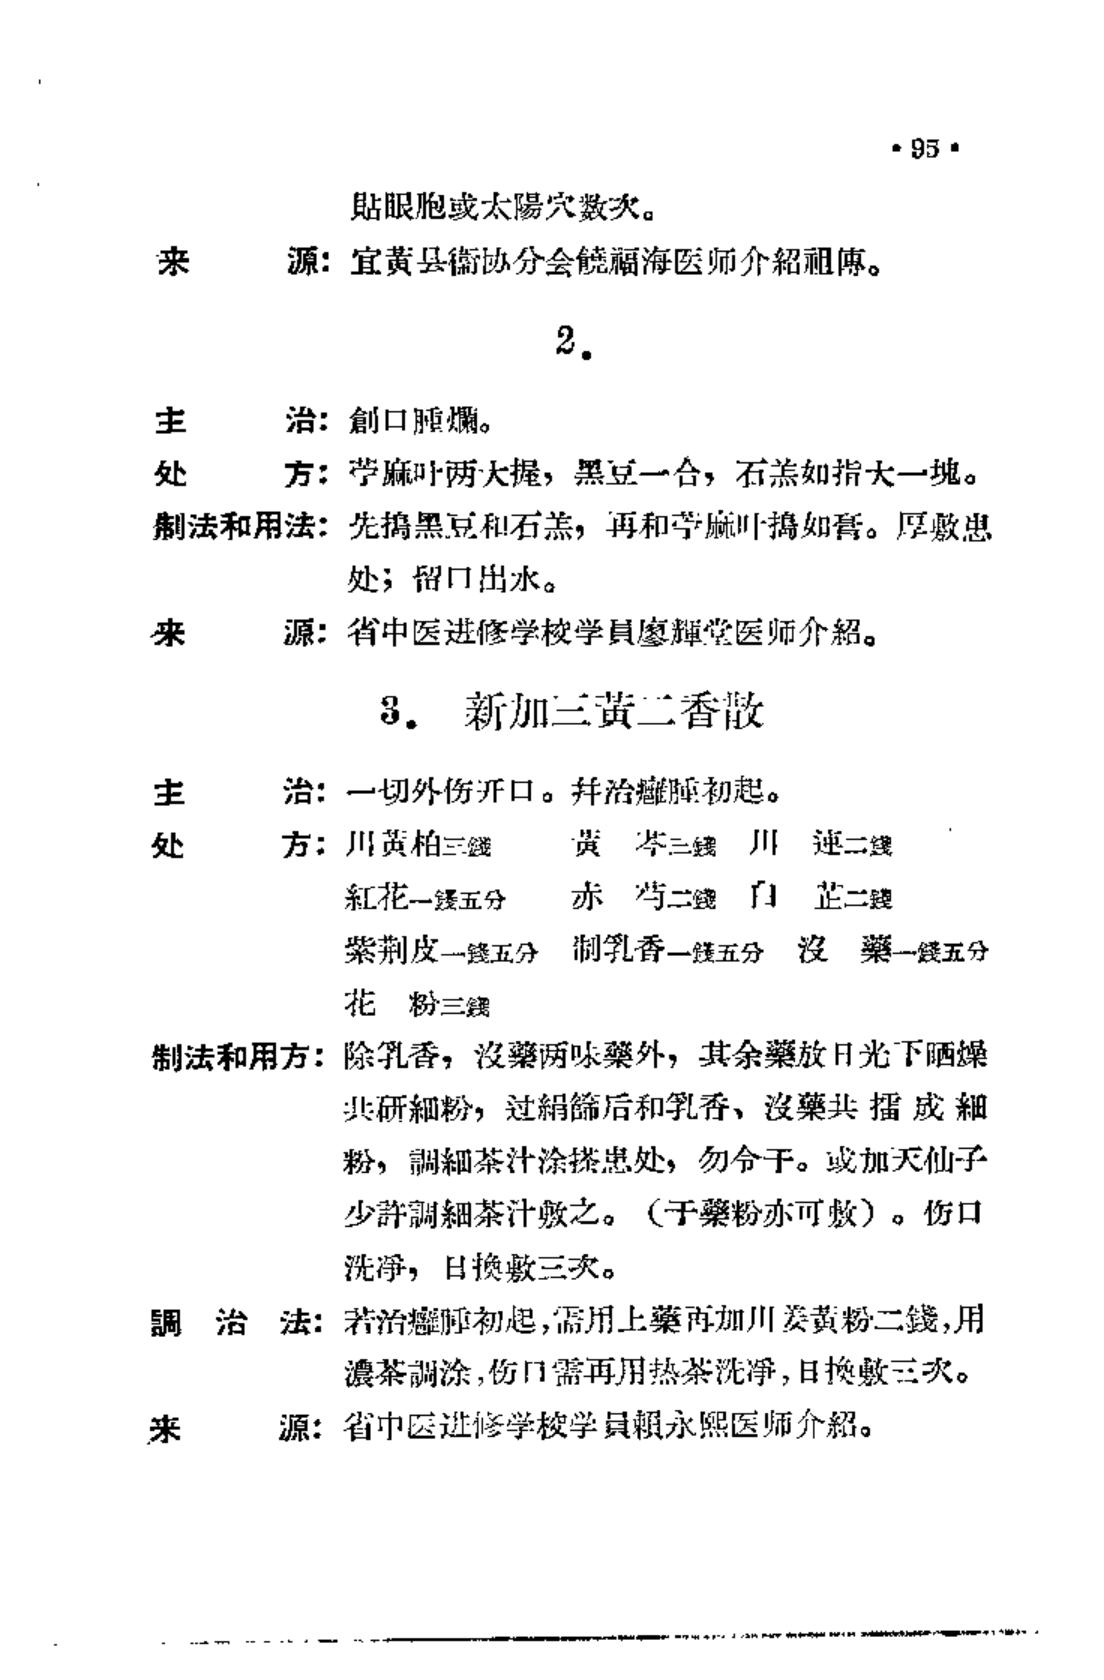 •95•
貼眼胞或太陽穴数次。
来　　源：宜黄县衞协分会饒福海医师介紹祖傳。
2.
主　　治：創口腫爛。
处　　方：苧麻叶两大握，黑豆一合，石羔如指大一塊。
制法和用法：先搗黑豆和石羔，再和苧麻叶搗如膏。厚敷患
处；留口出水。
来　　源：省中医进修学校学員廖輝堂医师介紹。
3. 新加三黄二香散
主　　治：一切外伤开口。幷治癰腫初起。
处　　方：川黄柏三錢　黄　芩三錢　川　連二錢
紅花一錢五分　赤　芍二錢　白　芷二錢
紫荆皮一錢五分　制乳香一錢五分　沒　藥一錢五分
花　粉三錢
制法和用方：除乳香，沒藥两味藥外，其余藥放日光下晒燥
共研細粉，过絹篩后和乳香、沒藥共擂成細
粉，調細茶汁涂搽患处，勿令干。或加天仙子
少許調細茶汁敷之。（干藥粉亦可敷）。伤口
洗凈，日換敷三次。
調　治　法：若治癰腫初起，需用上藥再加川姜黄粉二錢，用
濃茶調涂，伤口需再用热茶洗凈，日換敷三次。
来　　源：省中医进修学校学員賴永熙医师介紹。